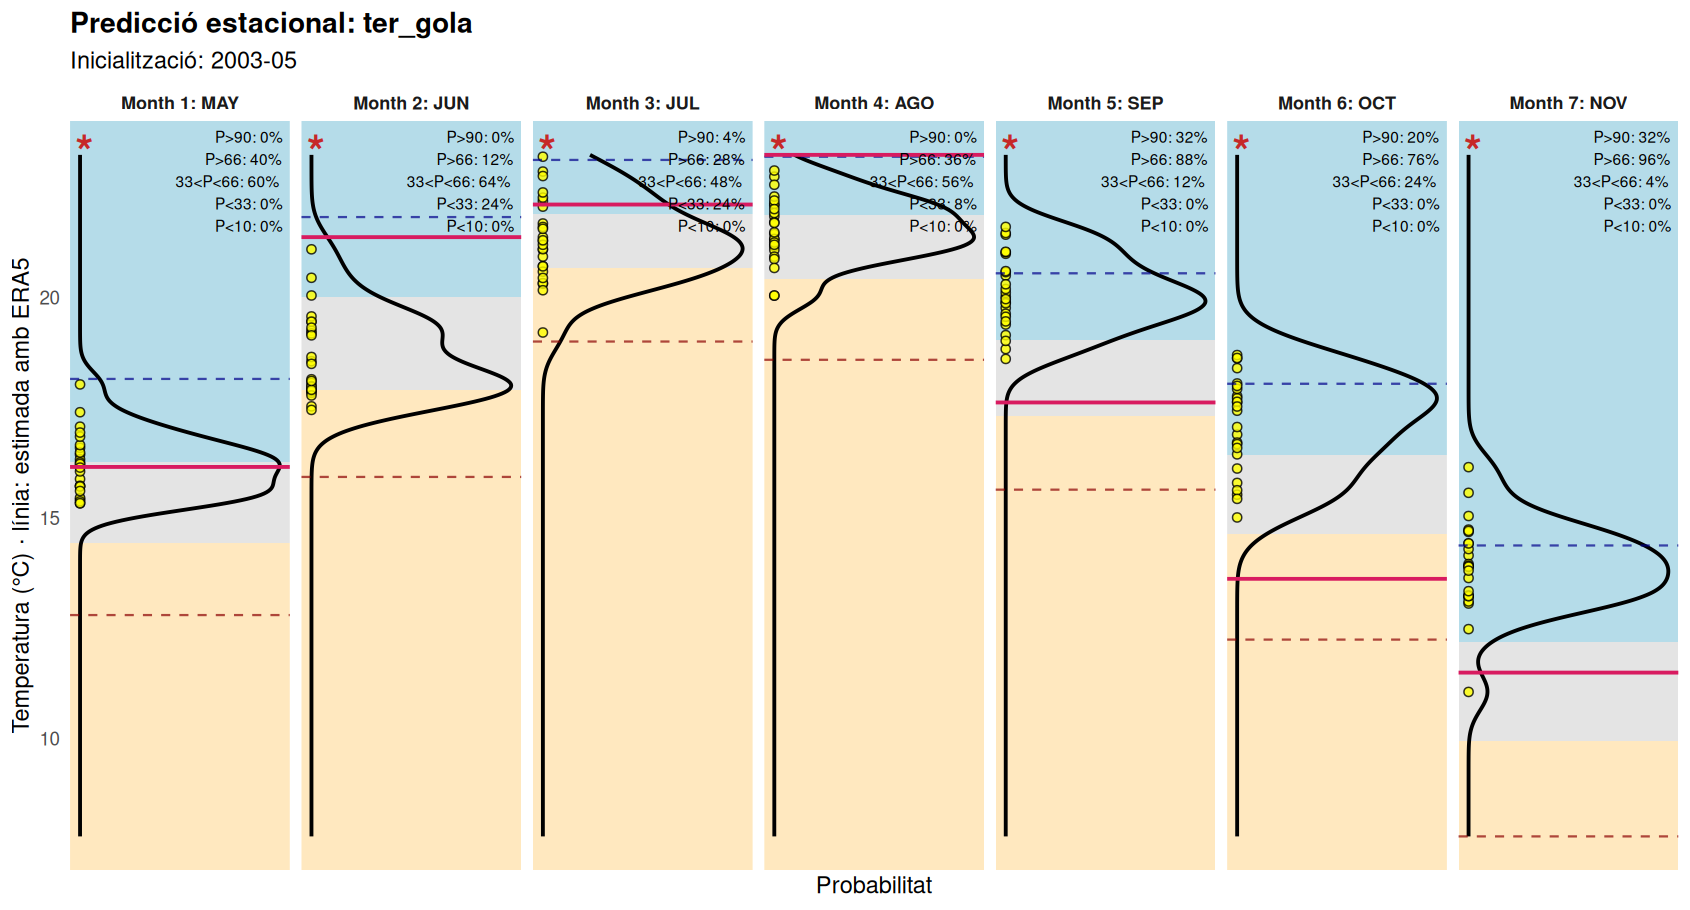 Predicció estacional: ter_gola
Inicialització: 2003-05
Month 1: MAY
Month 2: JUN
Month 3: JUL
Month 4: AGO
Month 5: SEP
Month 6: OCT
Month 7: NOV
*
P>90: 0%
P>66: 40%
33<P<66: 60%
P<33: 0%
P<10: 0%
*
P>90: 0%
P>66: 12%
33<P<66: 64%
P<33: 24%
P<10: 0%
*
P>90: 4%
P>66: 28%
33<P<66: 48%
P<33: 24%
P<10: 0%
*
P>90: 0%
P>66: 36%
33<P<66: 56%
P<33: 8%
P<10: 0%
*
P>90: 32%
P>66: 88%
33<P<66: 12%
P<33: 0%
P<10: 0%
*
P>90: 20%
P>66: 76%
33<P<66: 24%
P<33: 0%
P<10: 0%
*
P>90: 32%
P>66: 96%
33<P<66: 4%
P<33: 0%
P<10: 0%
Temperatura (°C) · línia: estimada amb ERA5
20
15
10
Probabilitat